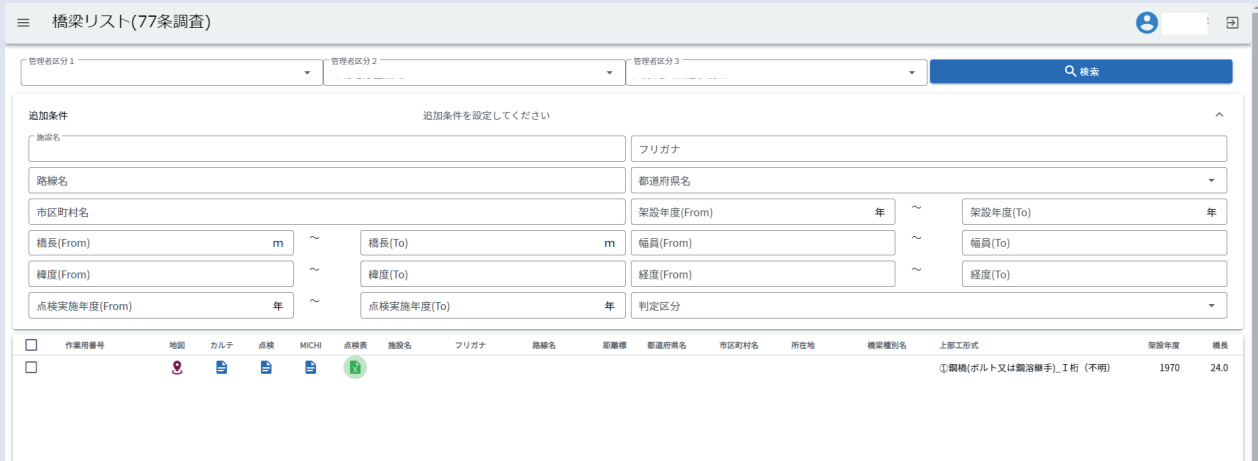 橋梁リスト(77条調査)
管理者区分1 管理者区分2 管理者区分3 検索
追加条件 追加条件を設定してください
施設名 フリガナ
路線名 都道府県名
市区町村名 架設年度(From) 年 ～ 架設年度(To) 年
橋長(From) m ～ 橋長(To) m 幅員(From) ～ 幅員(To)
緯度(From) ～ 緯度(To) 経度(From) ～ 経度(To)
点検実施年度(From) 年 ～ 点検実施年度(To) 年 判定区分
作業用番号 地図 カルテ 点検 MICHI 点検表 施設名 フリガナ 路線名 距離標 都道府県名 市区町村名 所在地 橋梁種別名 上部工形式 架設年度 橋長
①鋼橋(ボルト又は鋼溶継手)_Ｉ桁（不明） 1970 24.0